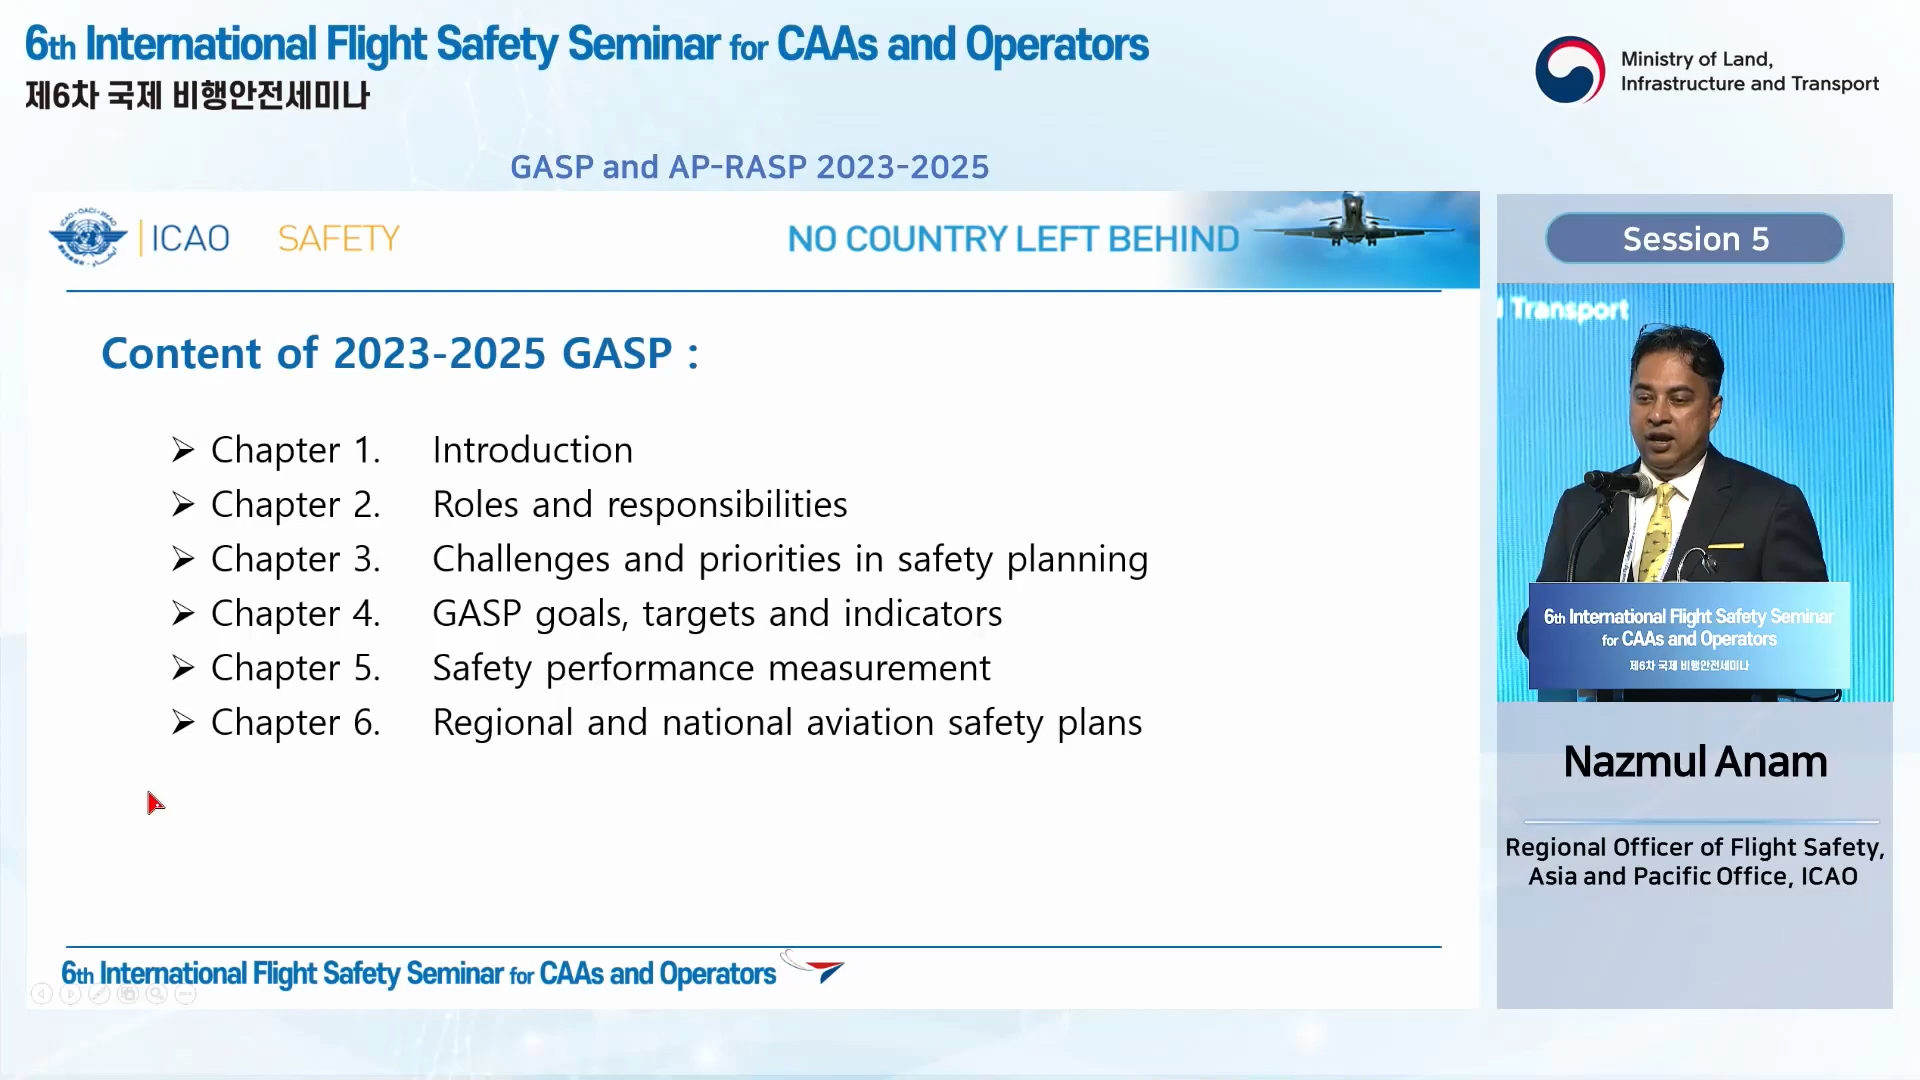 6th International Flight Safety Seminar for CAAs and Operators
제6차 국제 비행안전세미나
Ministry of Land,
Infrastructure and Transport
GASP and AP-RASP 2023-2025
ICAO SAFETY
NO COUNTRY LEFT BEHIND
Content of 2023-2025 GASP :
Chapter 1. Introduction
Chapter 2. Roles and responsibilities
Chapter 3. Challenges and priorities in safety planning
Chapter 4. GASP goals, targets and indicators
Chapter 5. Safety performance measurement
Chapter 6. Regional and national aviation safety plans
6th International Flight Safety Seminar for CAAs and Operators
Session 5
Transport
6th International Flight Safety Seminar
for CAAs and Operators
제6차 국제 비행안전세미나
Nazmul Anam
Regional Officer of Flight Safety,
Asia and Pacific Office, ICAO